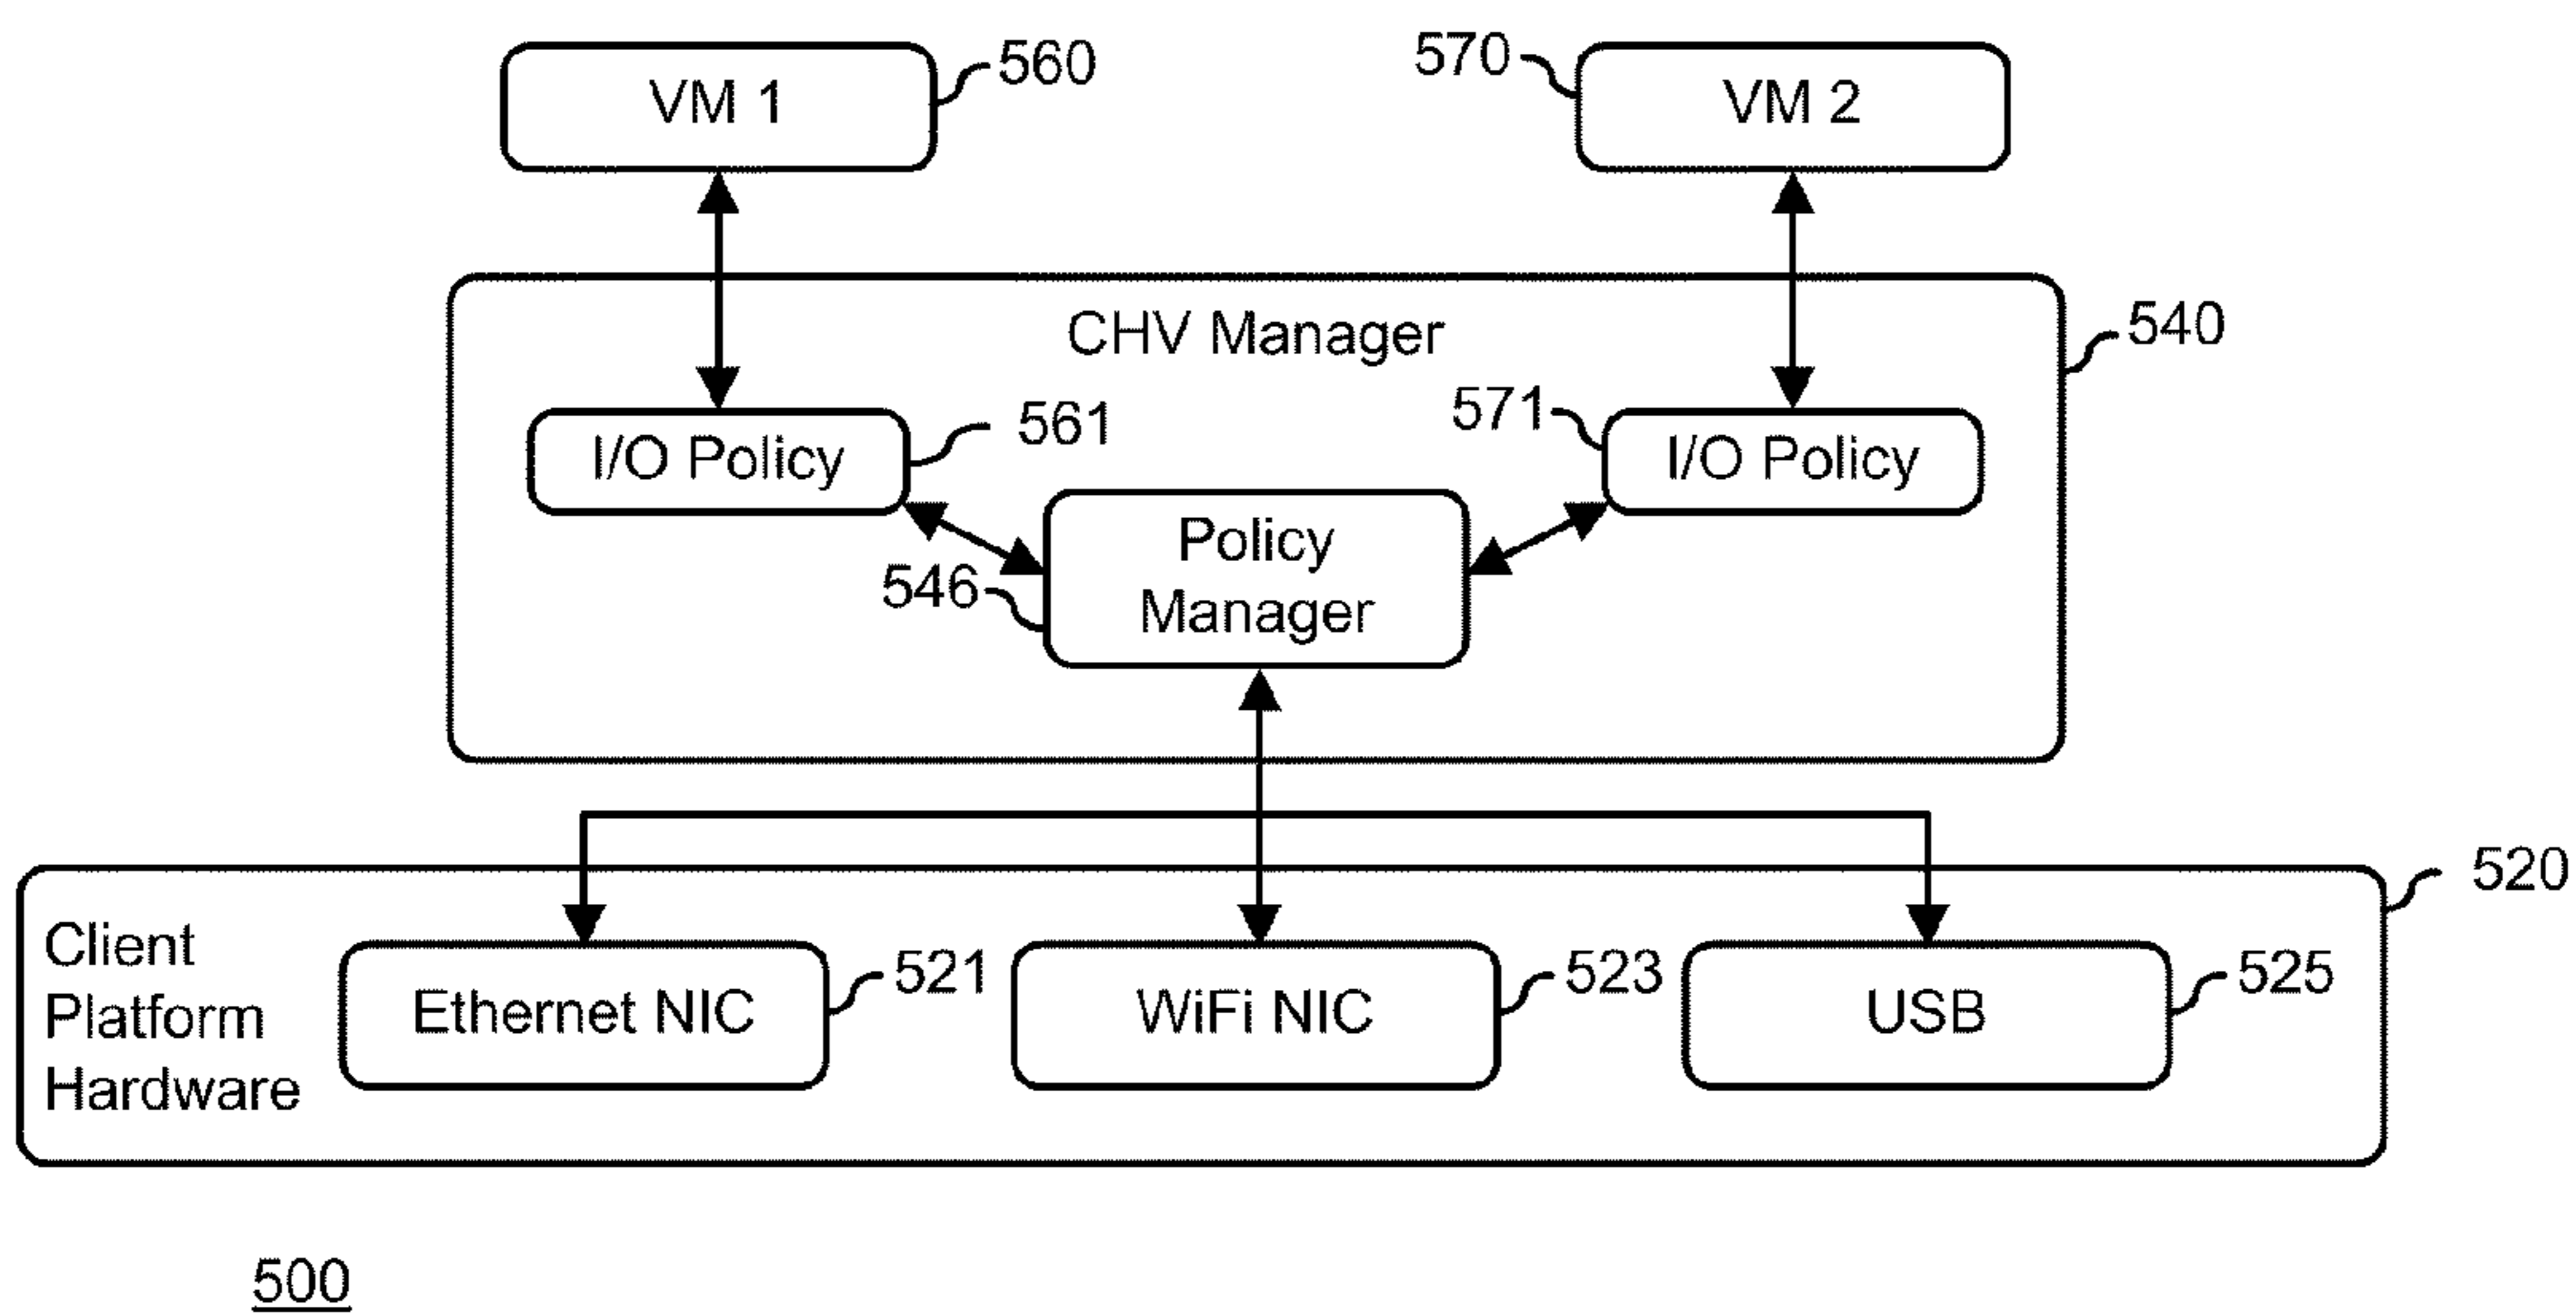 VM 1
560
570
VM 2
CHV Manager
540
I/O Policy
561
571
I/O Policy
Policy
Manager
546
520
Client
Platform
Hardware
Ethernet NIC
521
WiFi NIC
523
USB
525
500